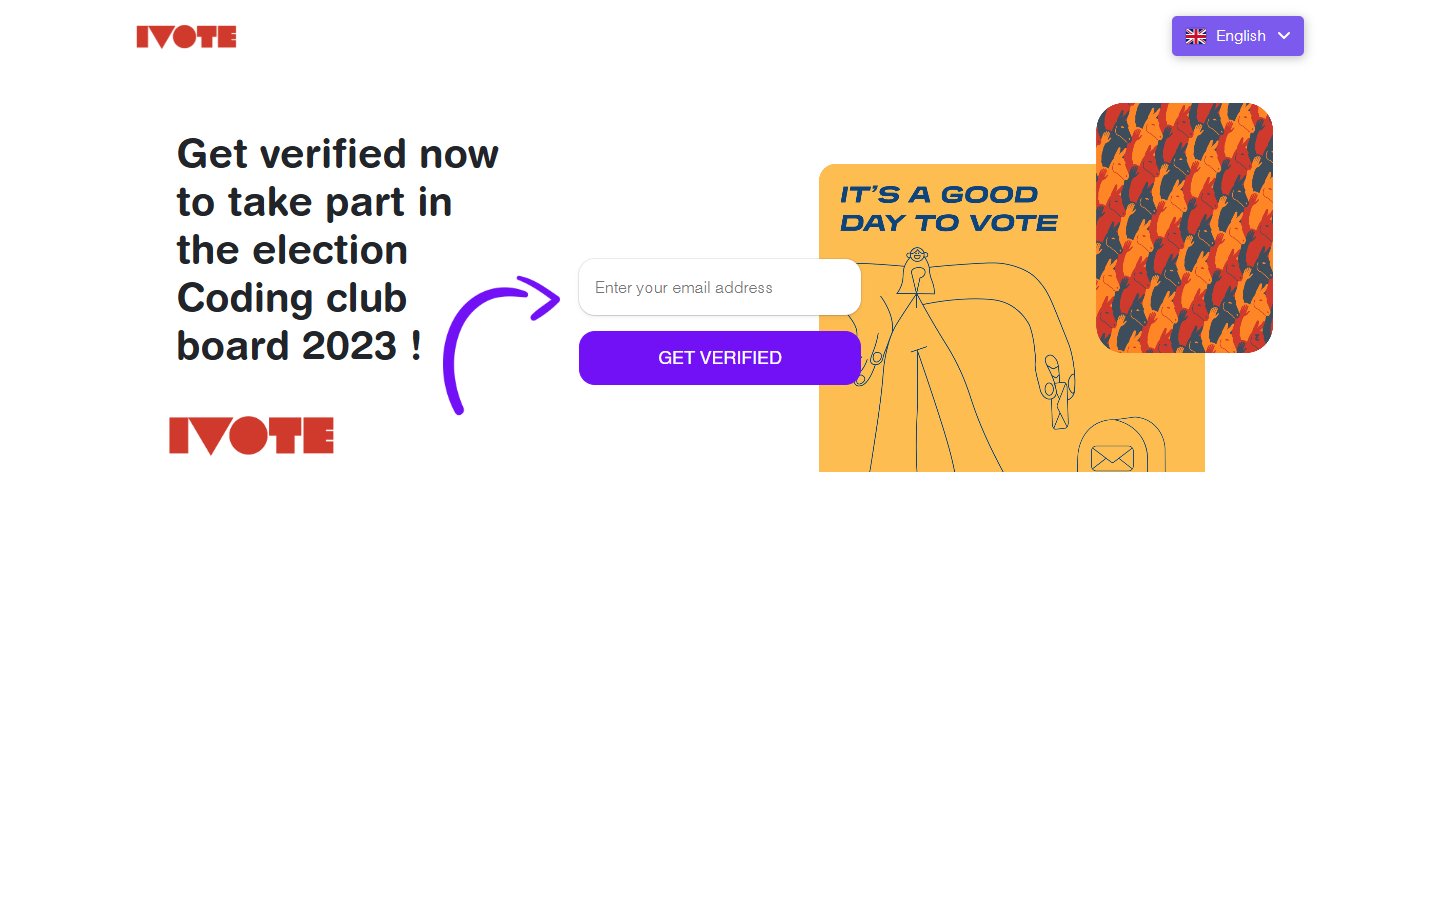 IVOTE
English
Get verified now
to take part in
the election
Coding club
board 2023 !
IVOTE
Enter your email address
GET VERIFIED
IT'S A GOOD
DAY TO VOTE